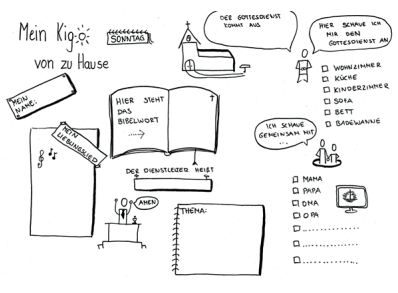 Mein Kigo
von zu Hause
SONNTAG
DER GOTTESDIENST
KOMMT AUS
HIER SCHAUE ICH
MIR DEN
GOTTESDIENST AN
WOHNZIMMER
KÜCHE
KINDERZIMMER
SOFA
BETT
BADEWANNE
MEIN
NAME:
HIER STEHT
DAS
BIBELWORT
MEIN
LIEBLINGSLIED
ICH SCHAUE
GEMEINSAM MIT...
DER DIENSTLEITER HEIßT
AMEN
THEMA:
MAMA
PAPA
OMA
OPA